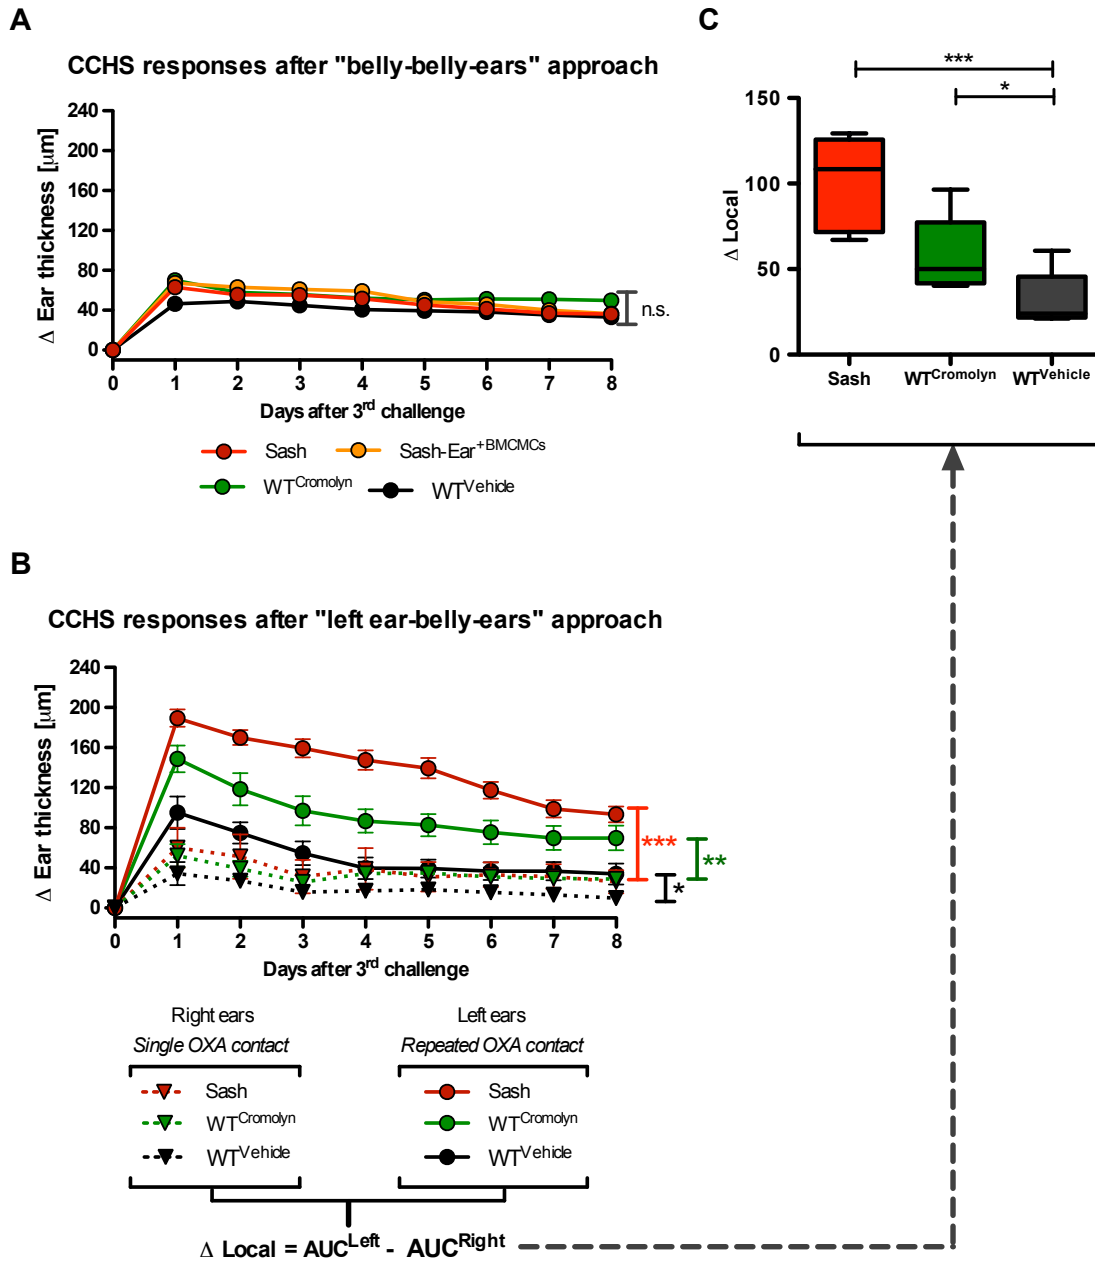 A
CCHS responses after "belly-belly-ears" approach
Δ Ear thickness [µm]
240
200
160
120
80
40
0
n.s.
0 1 2 3 4 5 6 7 8
Days after 3rd challenge
Sash
Sash-Ear+BMCMCs
WTCromolyn
WTVehicle
C
***
*
Δ Local
150
100
50
0
Sash
WTCromolyn
WTVehicle
B
CCHS responses after "left ear-belly-ears" approach
Δ Ear thickness [µm]
240
200
160
120
80
40
0
***
**
*
0 1 2 3 4 5 6 7 8
Days after 3rd challenge
Right ears
Single OXA contact
Sash
WTCromolyn
WTVehicle
Left ears
Repeated OXA contact
Sash
WTCromolyn
WTVehicle
Δ Local = AUCLeft - AUCRight